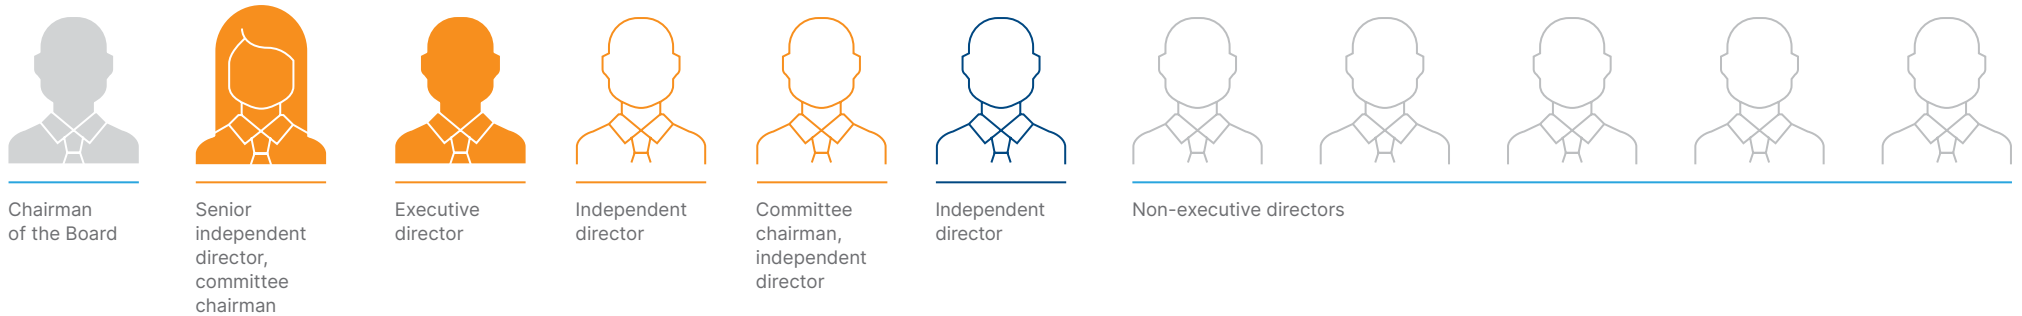 Chairman
of the Board
Senior
independent
director,
committee
chairman
Executive
director
Independent
director
Committee
chairman,
independent
director
Independent
director
Non-executive directors